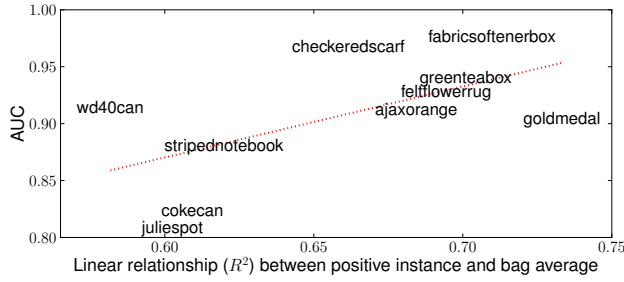 1.00
fabricsoftenerbox
checkeredscarf
0.95
greenteabox
feltflowerrug
wd40can
ajaxorange
AUC
0.90
goldmedal
stripednotebook
0.85
cokecan
juliespot
0.80
0.60 0.65 0.70 0.75
Linear relationship (R²) between positive instance and bag average